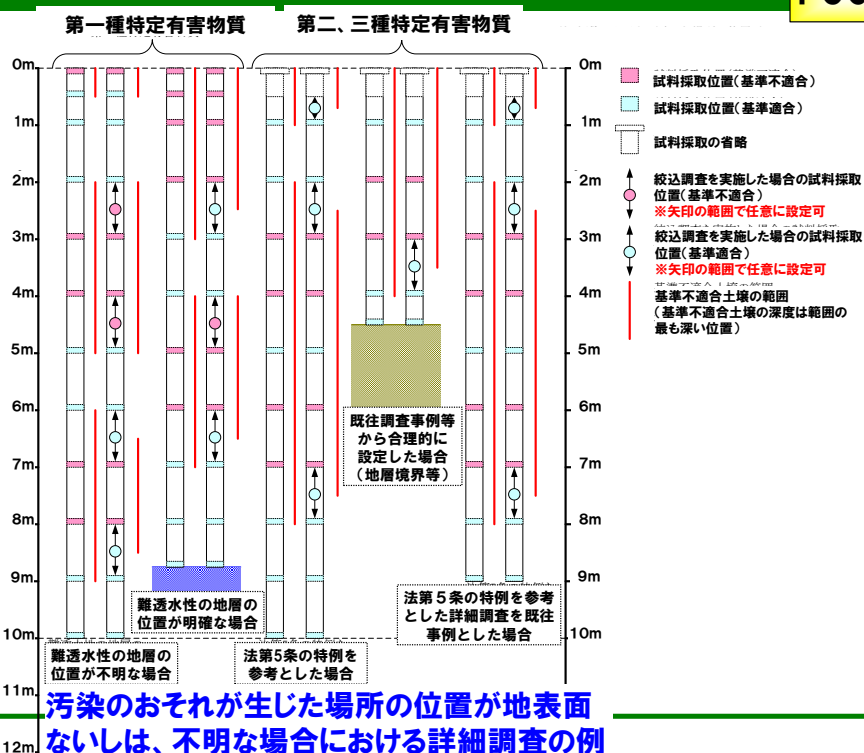 第一種特定有害物質
第二、三種特定有害物質
0m
1m
2m
3m
4m
5m
6m
7m
8m
9m
10m
11m
12m
0m
1m
2m
3m
4m
5m
6m
7m
8m
9m
10m
試料採取位置(基準不適合)
試料採取位置(基準適合)
試料採取の省略
絞込調査を実施した場合の試料採取
位置(基準不適合)
※矢印の範囲で任意に設定可
絞込調査を実施した場合の試料採取
位置(基準適合)
※矢印の範囲で任意に設定可
基準不適合土壌の範囲
(基準不適合土壌の深度は範囲の
最も深い位置)
既往調査事例等
から合理的に
設定した場合
(地層境界等)
難透水性の地層の
位置が明確な場合
法第5条の特例を参考
とした詳細調査を既往
事例とした場合
難透水性の地層の
位置が不明な場合
法第5条の特例を
参考とした場合
汚染のおそれが生じた場所の位置が地表面
ないしは、不明な場合における詳細調査の例